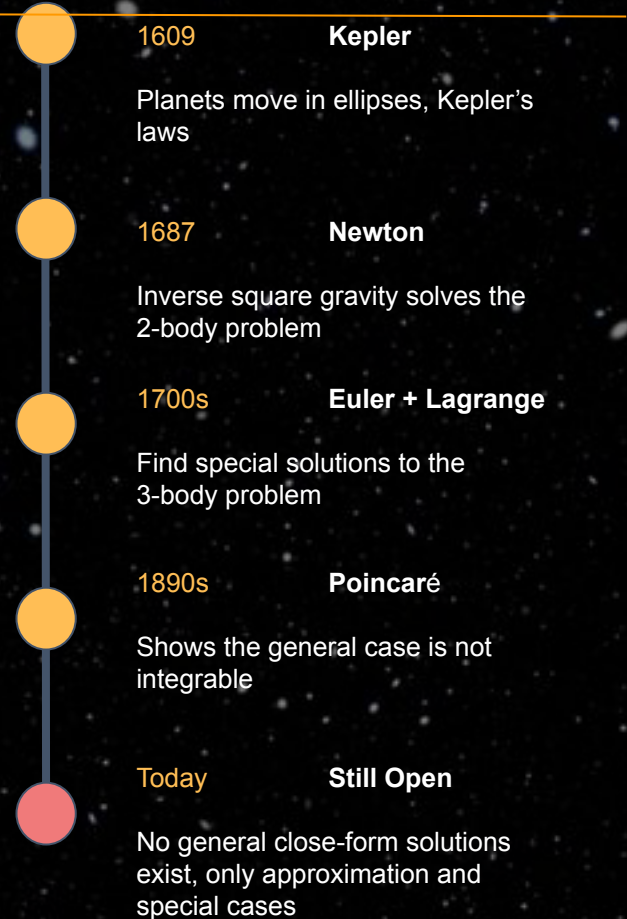 1609 Kepler
Planets move in ellipses, Kepler’s
laws
1687 Newton
Inverse square gravity solves the
2-body problem
1700s Euler + Lagrange
Find special solutions to the
3-body problem
1890s Poincaré
Shows the general case is not
integrable
Today Still Open
No general close-form solutions
exist, only approximation and
special cases